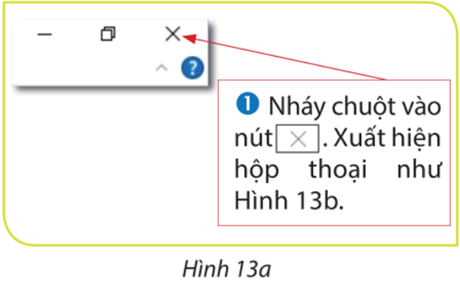 ?
❶ Nháy chuột vào
nút × . Xuất hiện
hộp thoại như
Hình 13b.
Hình 13a